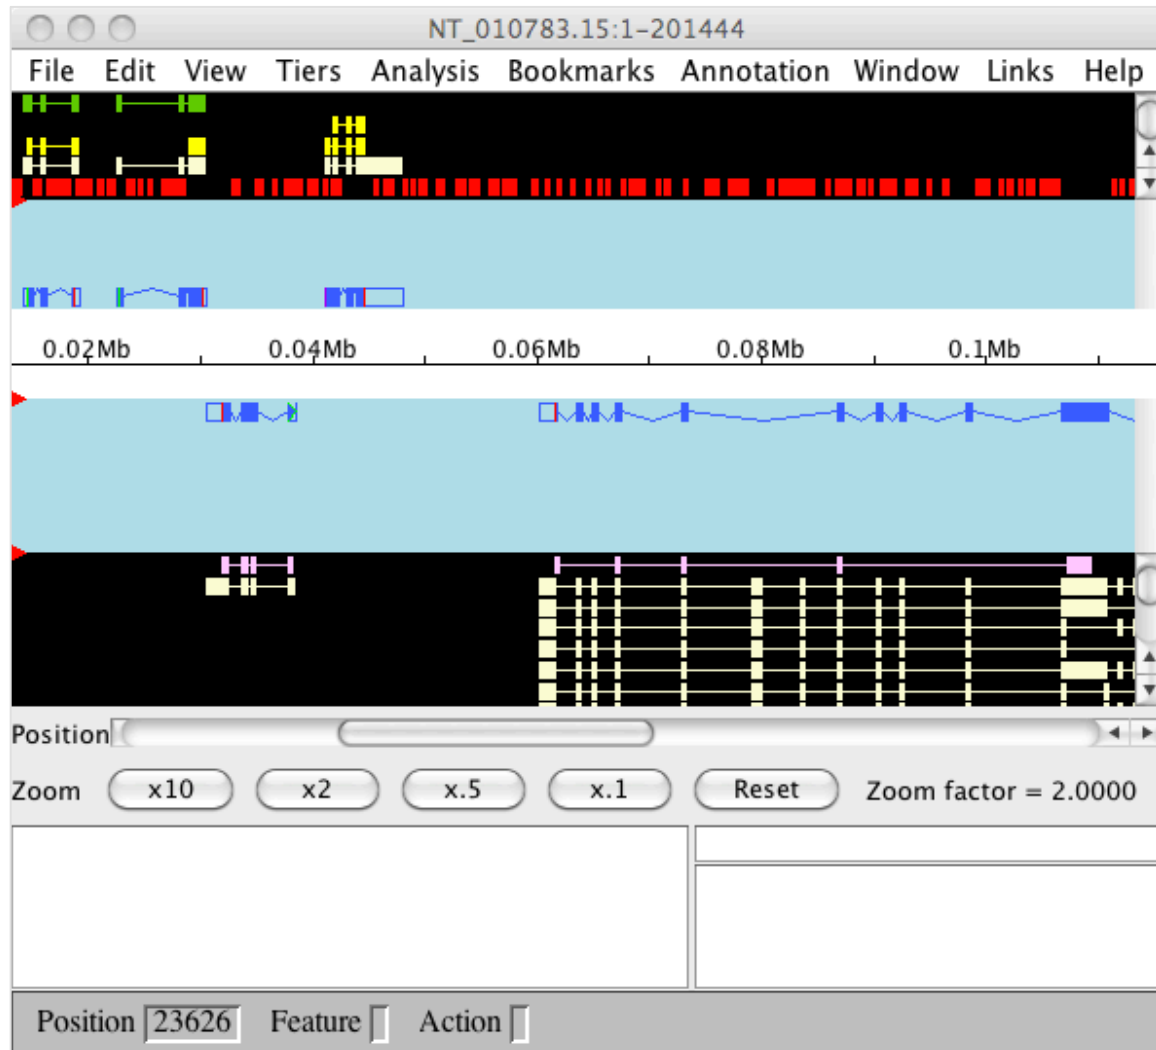 NT_010783.15:1-201444
File Edit View Tiers Analysis Bookmarks Annotation Window Links Help
0.02Mb 0.04Mb 0.06Mb 0.08Mb 0.1Mb
Position
Zoom x10 x2 x.5 x.1 Reset Zoom factor = 2.0000
Position 23626 Feature Action